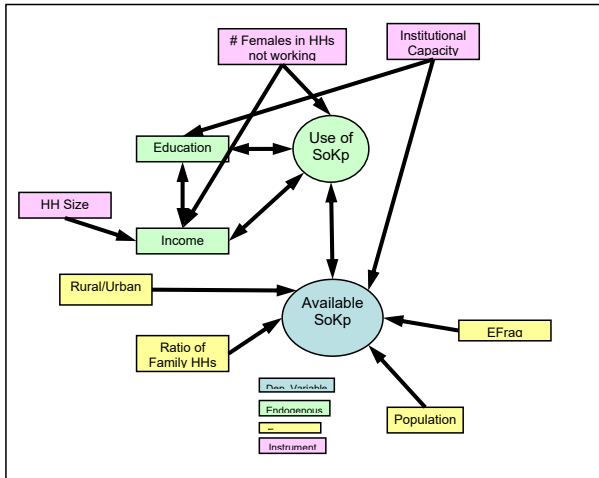 # Females in HHs
not working
Institutional
Capacity
Education
Use of
SoKp
HH Size
Income
Rural/Urban
Available
SoKp
Ratio of
Family HHs
EFrag
Population
Dep. Variable
Endogenous
Instrument